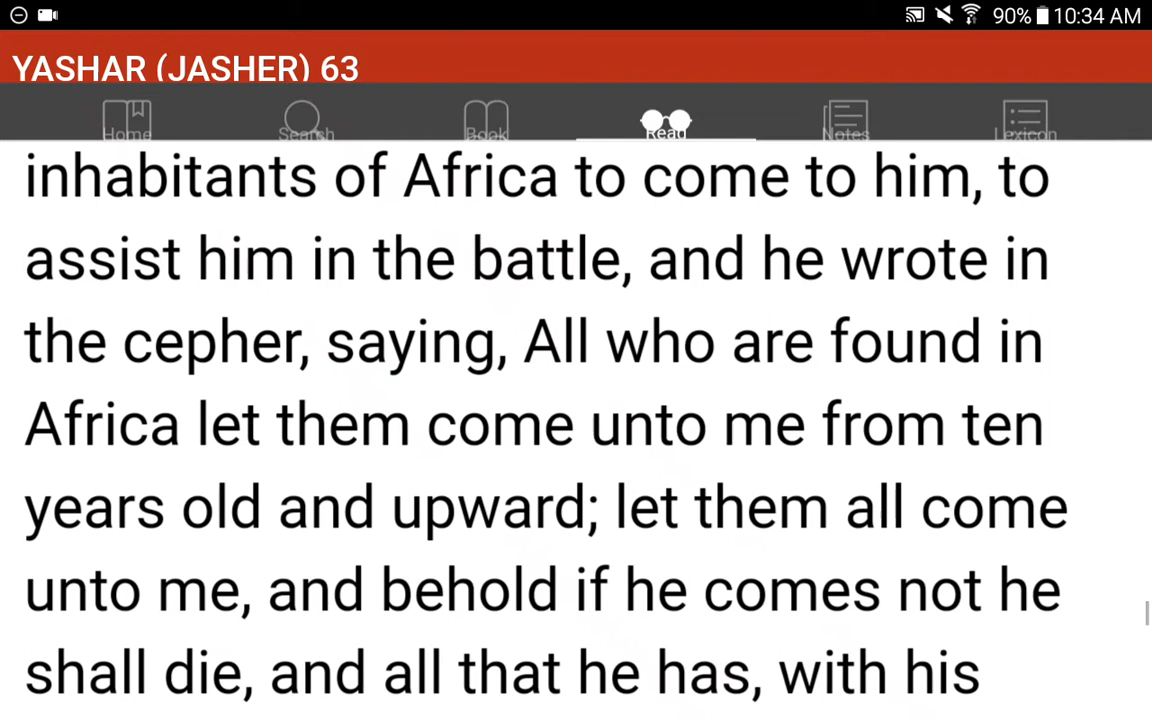 90% 10:34 AM
YASHAR (JASHER) 63
Home Search Book Read Notes Lexicon
inhabitants of Africa to come to him, to
assist him in the battle, and he wrote in
the cepher, saying, All who are found in
Africa let them come unto me from ten
years old and upward; let them all come
unto me, and behold if he comes not he
shall die, and all that he has, with his